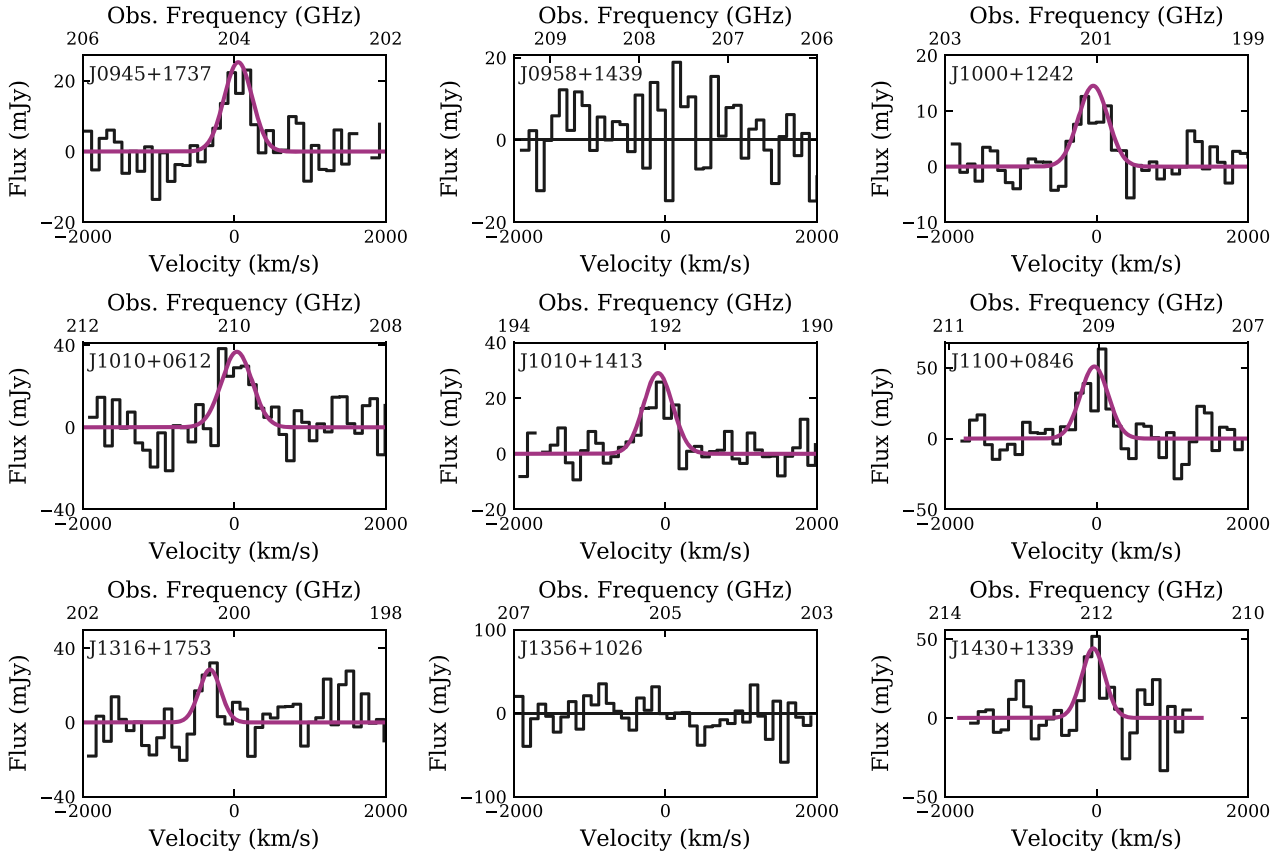 Obs. Frequency (GHz) Obs. Frequency (GHz) Obs. Frequency (GHz)
206 204 202 209 208 207 206 203 201 199
J0945+1737 J0958+1439 J1000+1242
Flux (mJy) 20 0 −20 Flux (mJy) 20 0 −20 Flux (mJy) 20 10 0 −10
−2000 0 2000 −2000 0 2000 −2000 0 2000
Velocity (km/s) Velocity (km/s) Velocity (km/s)
Obs. Frequency (GHz) Obs. Frequency (GHz) Obs. Frequency (GHz)
212 210 208 194 192 190 211 209 207
J1010+0612 J1010+1413 J1100+0846
Flux (mJy) 40 0 −40 Flux (mJy) 40 20 0 −20 Flux (mJy) 50 0 −50
−2000 0 2000 −2000 0 2000 −2000 0 2000
Velocity (km/s) Velocity (km/s) Velocity (km/s)
Obs. Frequency (GHz) Obs. Frequency (GHz) Obs. Frequency (GHz)
202 200 198 207 205 203 214 212 210
J1316+1753 J1356+1026 J1430+1339
Flux (mJy) 40 0 −40 Flux (mJy) 100 0 −100 Flux (mJy) 50 0 −50
−2000 0 2000 −2000 0 2000 −2000 0 2000
Velocity (km/s) Velocity (km/s) Velocity (km/s)